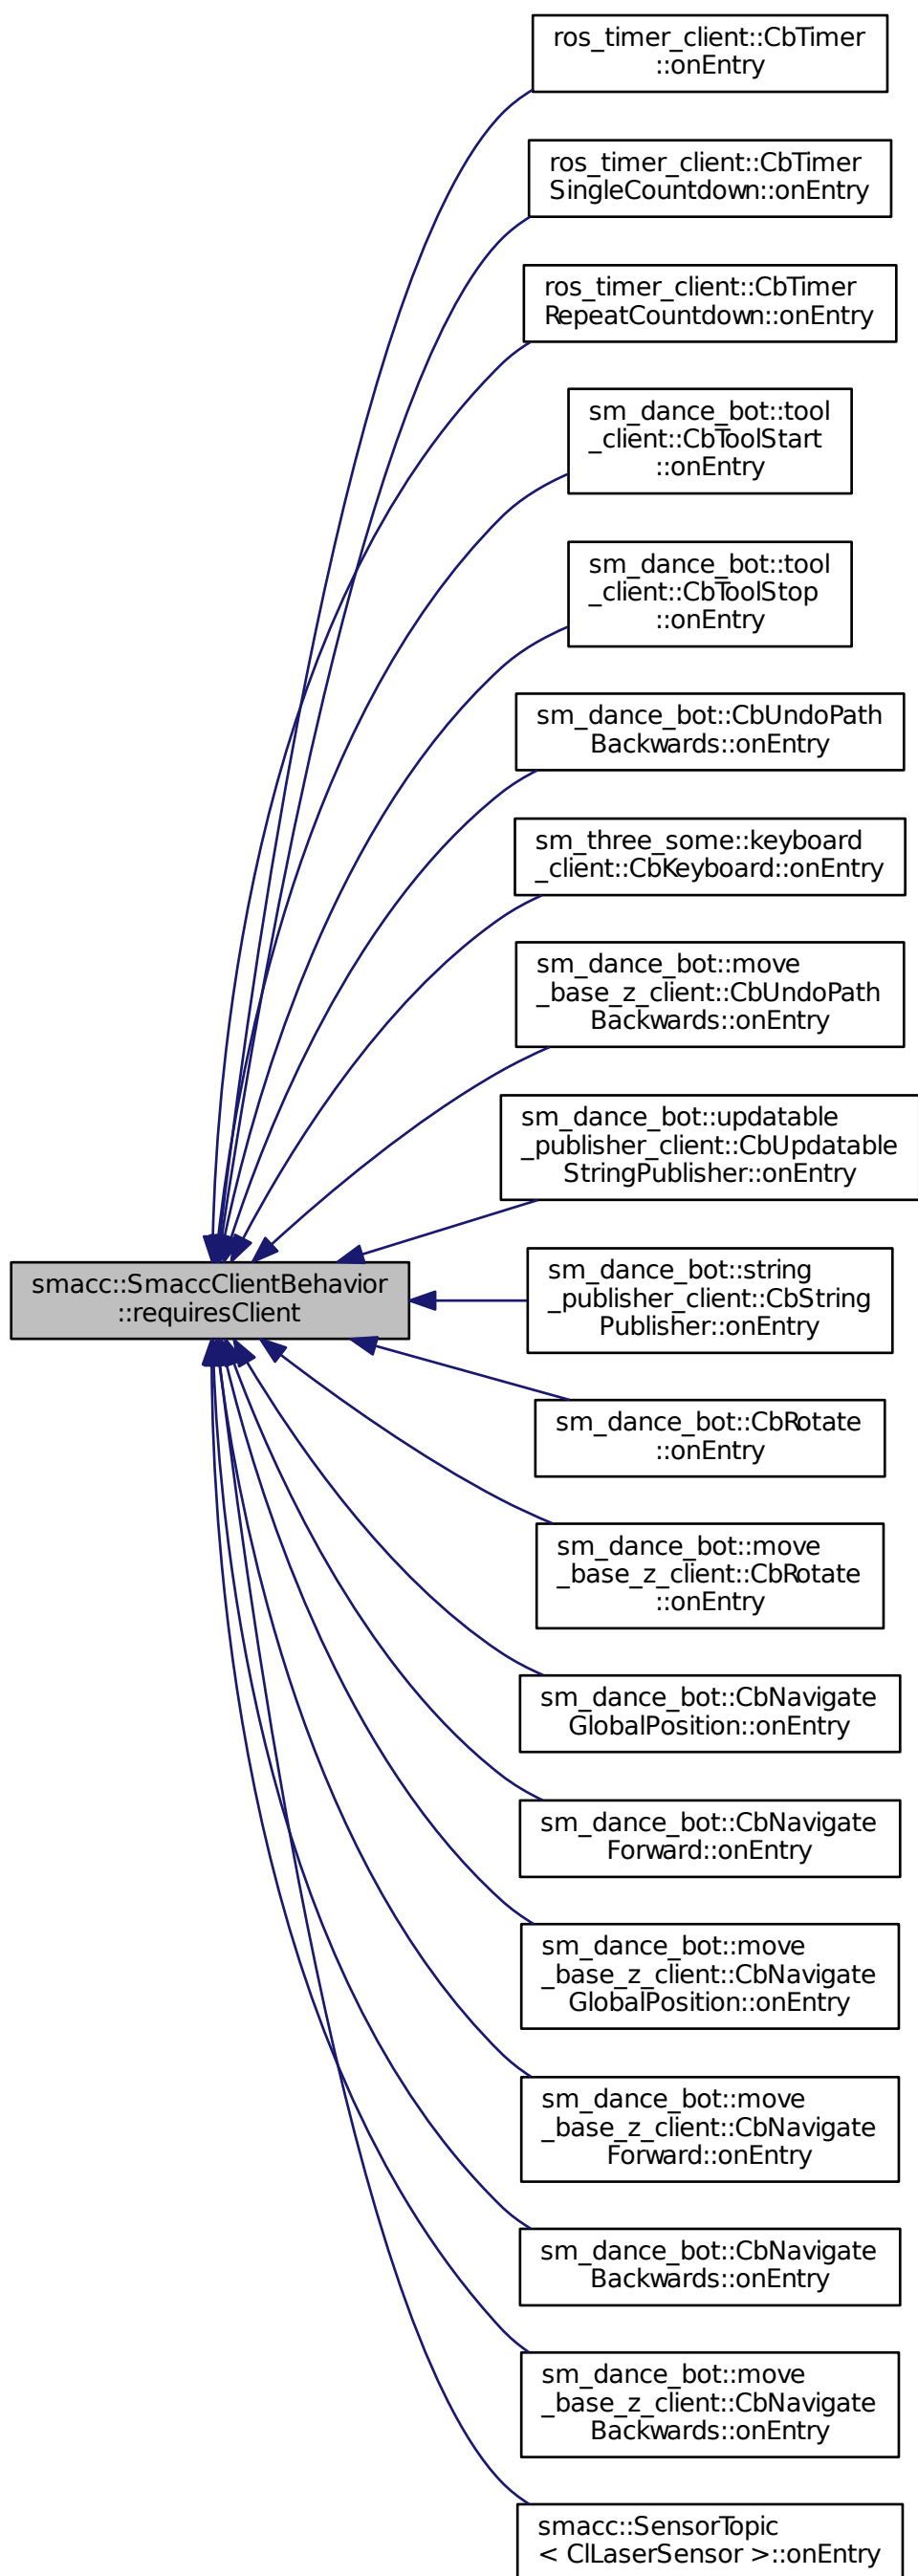 ros_timer_client::CbTimer
::onEntry
ros_timer_client::CbTimer
SingleCountdown::onEntry
ros_timer_client::CbTimer
RepeatCountdown::onEntry
sm_dance_bot::tool
_client::CbToolStart
::onEntry
sm_dance_bot::tool
_client::CbToolStop
::onEntry
sm_dance_bot::CbUndoPath
Backwards::onEntry
sm_three_some::keyboard
_client::CbKeyboard::onEntry
sm_dance_bot::move
_base_z_client::CbUndoPath
Backwards::onEntry
sm_dance_bot::updatable
_publisher_client::CbUpdatable
StringPublisher::onEntry
smacc::SmaccClientBehavior
::requiresClient
sm_dance_bot::string
_publisher_client::CbString
Publisher::onEntry
sm_dance_bot::CbRotate
::onEntry
sm_dance_bot::move
_base_z_client::CbRotate
::onEntry
sm_dance_bot::CbNavigate
GlobalPosition::onEntry
sm_dance_bot::CbNavigate
Forward::onEntry
sm_dance_bot::move
_base_z_client::CbNavigate
GlobalPosition::onEntry
sm_dance_bot::move
_base_z_client::CbNavigate
Forward::onEntry
sm_dance_bot::CbNavigate
Backwards::onEntry
sm_dance_bot::move
_base_z_client::CbNavigate
Backwards::onEntry
smacc::SensorTopic
< ClLaserSensor >::onEntry